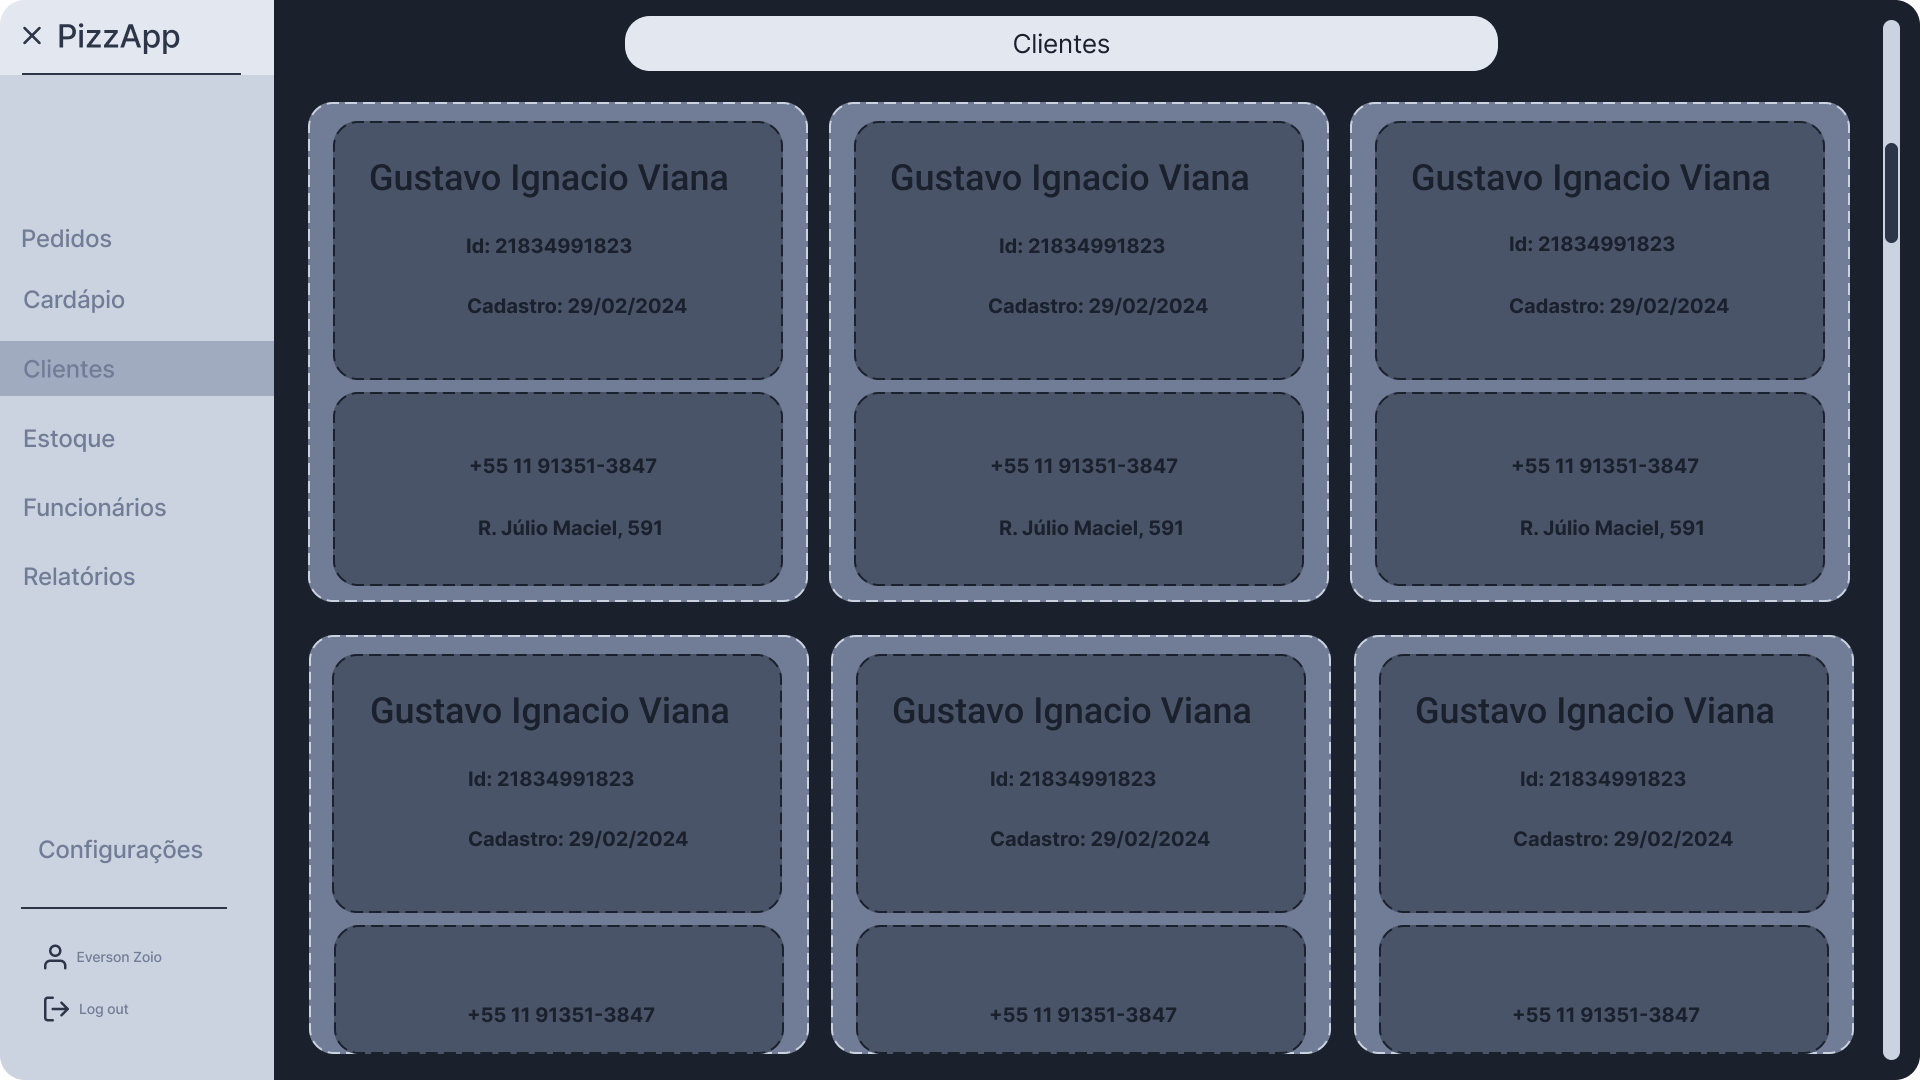 PizzApp
Pedidos
Cardápio
Clientes
Estoque
Funcionários
Relatórios
Configurações
Everson Zoio
Log out
Clientes
Gustavo Ignacio Viana
Id: 21834991823
Cadastro: 29/02/2024
+55 11 91351-3847
R. Júlio Maciel, 591
Gustavo Ignacio Viana
Id: 21834991823
Cadastro: 29/02/2024
+55 11 91351-3847
R. Júlio Maciel, 591
Gustavo Ignacio Viana
Id: 21834991823
Cadastro: 29/02/2024
+55 11 91351-3847
R. Júlio Maciel, 591
Gustavo Ignacio Viana
Id: 21834991823
Cadastro: 29/02/2024
+55 11 91351-3847
Gustavo Ignacio Viana
Id: 21834991823
Cadastro: 29/02/2024
+55 11 91351-3847
Gustavo Ignacio Viana
Id: 21834991823
Cadastro: 29/02/2024
+55 11 91351-3847